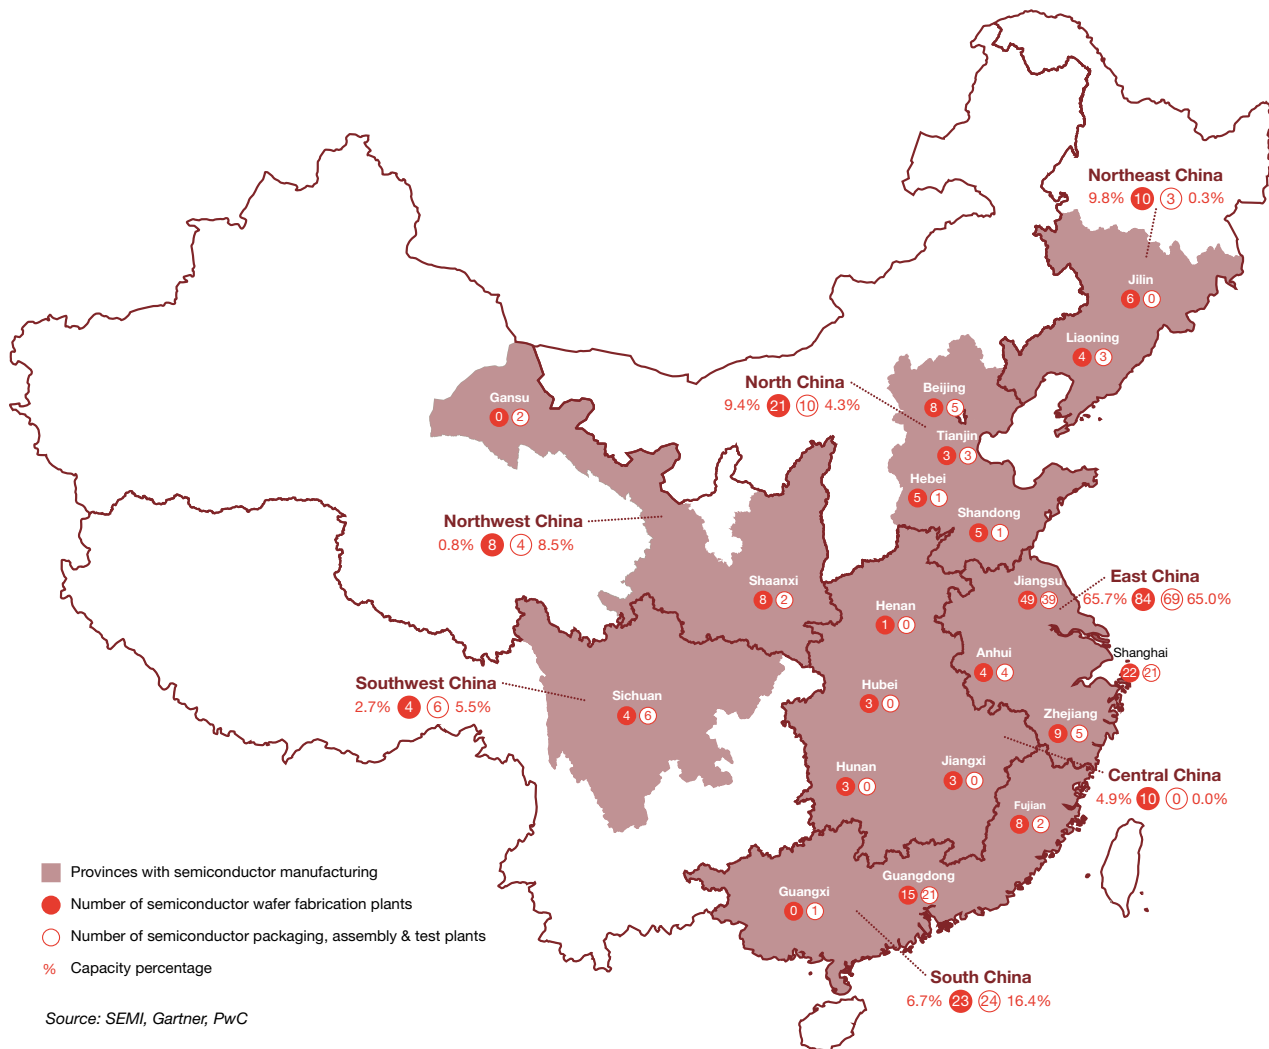 Northeast China
9.8% 10 3 0.3%
Jilin
6 0
Liaoning
4 3
North China
9.4% 21 10 4.3%
Beijing
8 5
Gansu
0 2
Tianjin
3 3
Hebei
5 1
Shandong
5 1
Northwest China
0.8% 8 4 8.5%
Shaanxi
8 2
Jiangsu
49 39
East China
65.7% 84 69 65.0%
Henan
1 0
Anhui
4 4
Shanghai
22 21
Southwest China
2.7% 4 6 5.5%
Sichuan
4 6
Hubei
3 0
Zhejiang
9 5
Hunan
3 0
Jiangxi
3 0
Central China
4.9% 10 0 0.0%
Fujian
8 2
Guangxi
0 1
Guangdong
15 21
South China
6.7% 23 24 16.4%
Provinces with semiconductor manufacturing
Number of semiconductor wafer fabrication plants
Number of semiconductor packaging, assembly & test plants
% Capacity percentage
Source: SEMI, Gartner, PwC